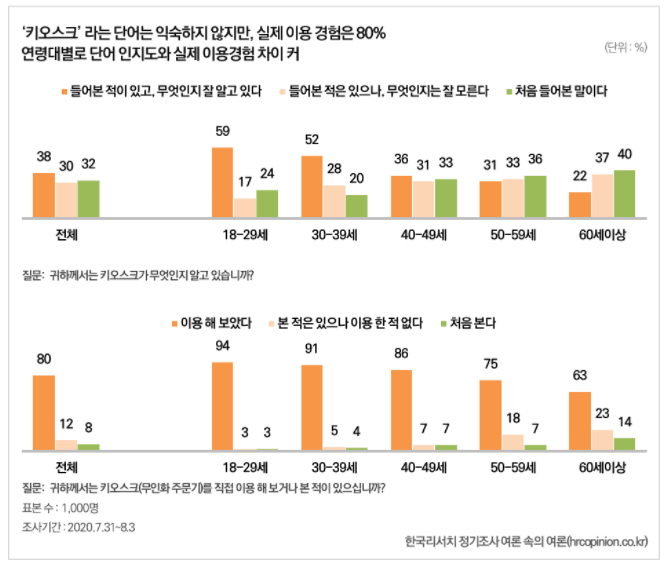 ‘키오스크’ 라는 단어는 익숙하지 않지만, 실제 이용 경험은 80%
연령대별로 단어 인지도와 실제 이용경험 차이 커
(단위 : %)
들어본 적이 있고, 무엇인지 잘 알고 있다 들어본 적은 있으나, 무엇인지는 잘 모른다 처음 들어본 말이다
38 30 32 59 17 24 52 28 20 36 31 33 31 33 36 22 37 40
전체 18-29세 30-39세 40-49세 50-59세 60세이상
질문: 귀하께서는 키오스크가 무엇인지 알고 있습니까?
이용 해 보았다 본 적은 있으나 이용 한 적 없다 처음 본다
80 12 8 94 3 3 91 5 4 86 7 7 75 18 7 63 23 14
전체 18-29세 30-39세 40-49세 50-59세 60세이상
질문: 귀하께서는 키오스크(무인화 주문기)를 직접 이용 해 보거나 본 적이 있으십니까?
표본 수 : 1,000명
조사기간 : 2020.7.31~8.3
한국리서치 정기조사 여론 속의 여론(hrcopinion.co.kr)